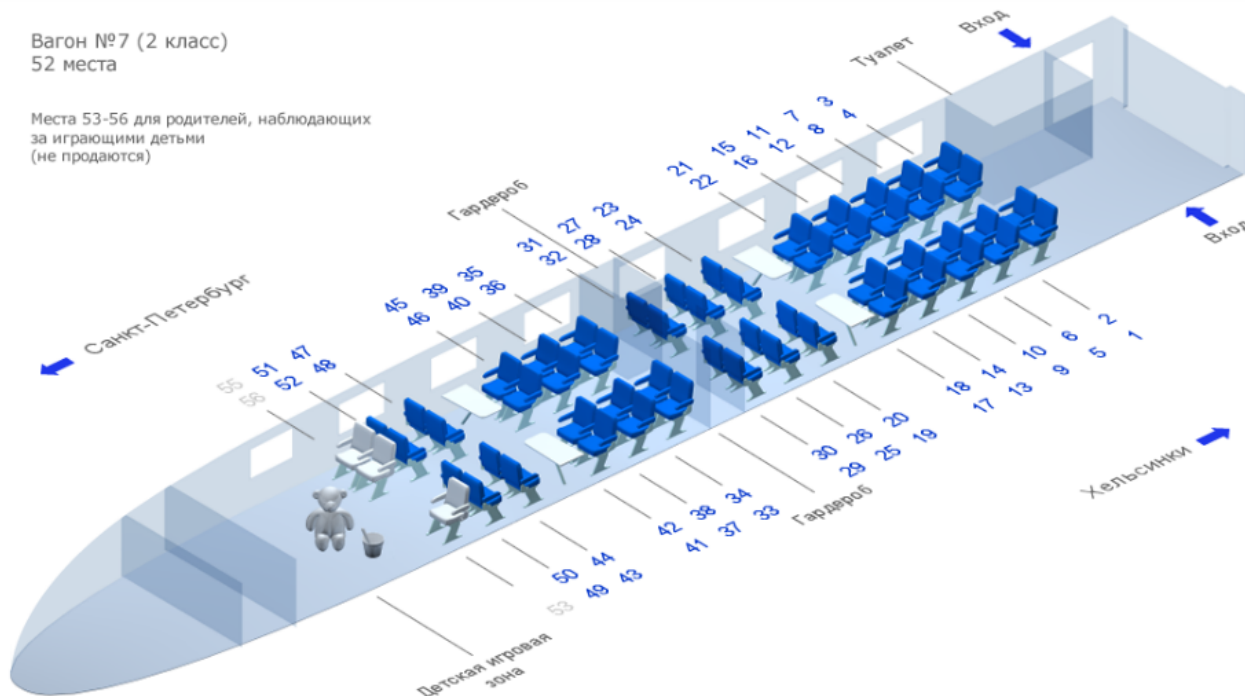 Вагон №7 (2 класс)
52 места
Места 53-56 для родителей, наблюдающих
за играющими детьми
(не продаются)
Вход
Туалет
21 15 11 7 3
22 16 12 8 4
Гардероб
31 27 23
32 28 24
45 39 35
46 40 36
Санкт-Петербург
55 51 47
56 52 48
Вход
18 14 10 6 2
17 13 9 5 1
30 26 20
29 25 19
Хельсинки
Гардероб
42 38 34
41 37 33
50 44
53 49 43
Детская игровая
зона